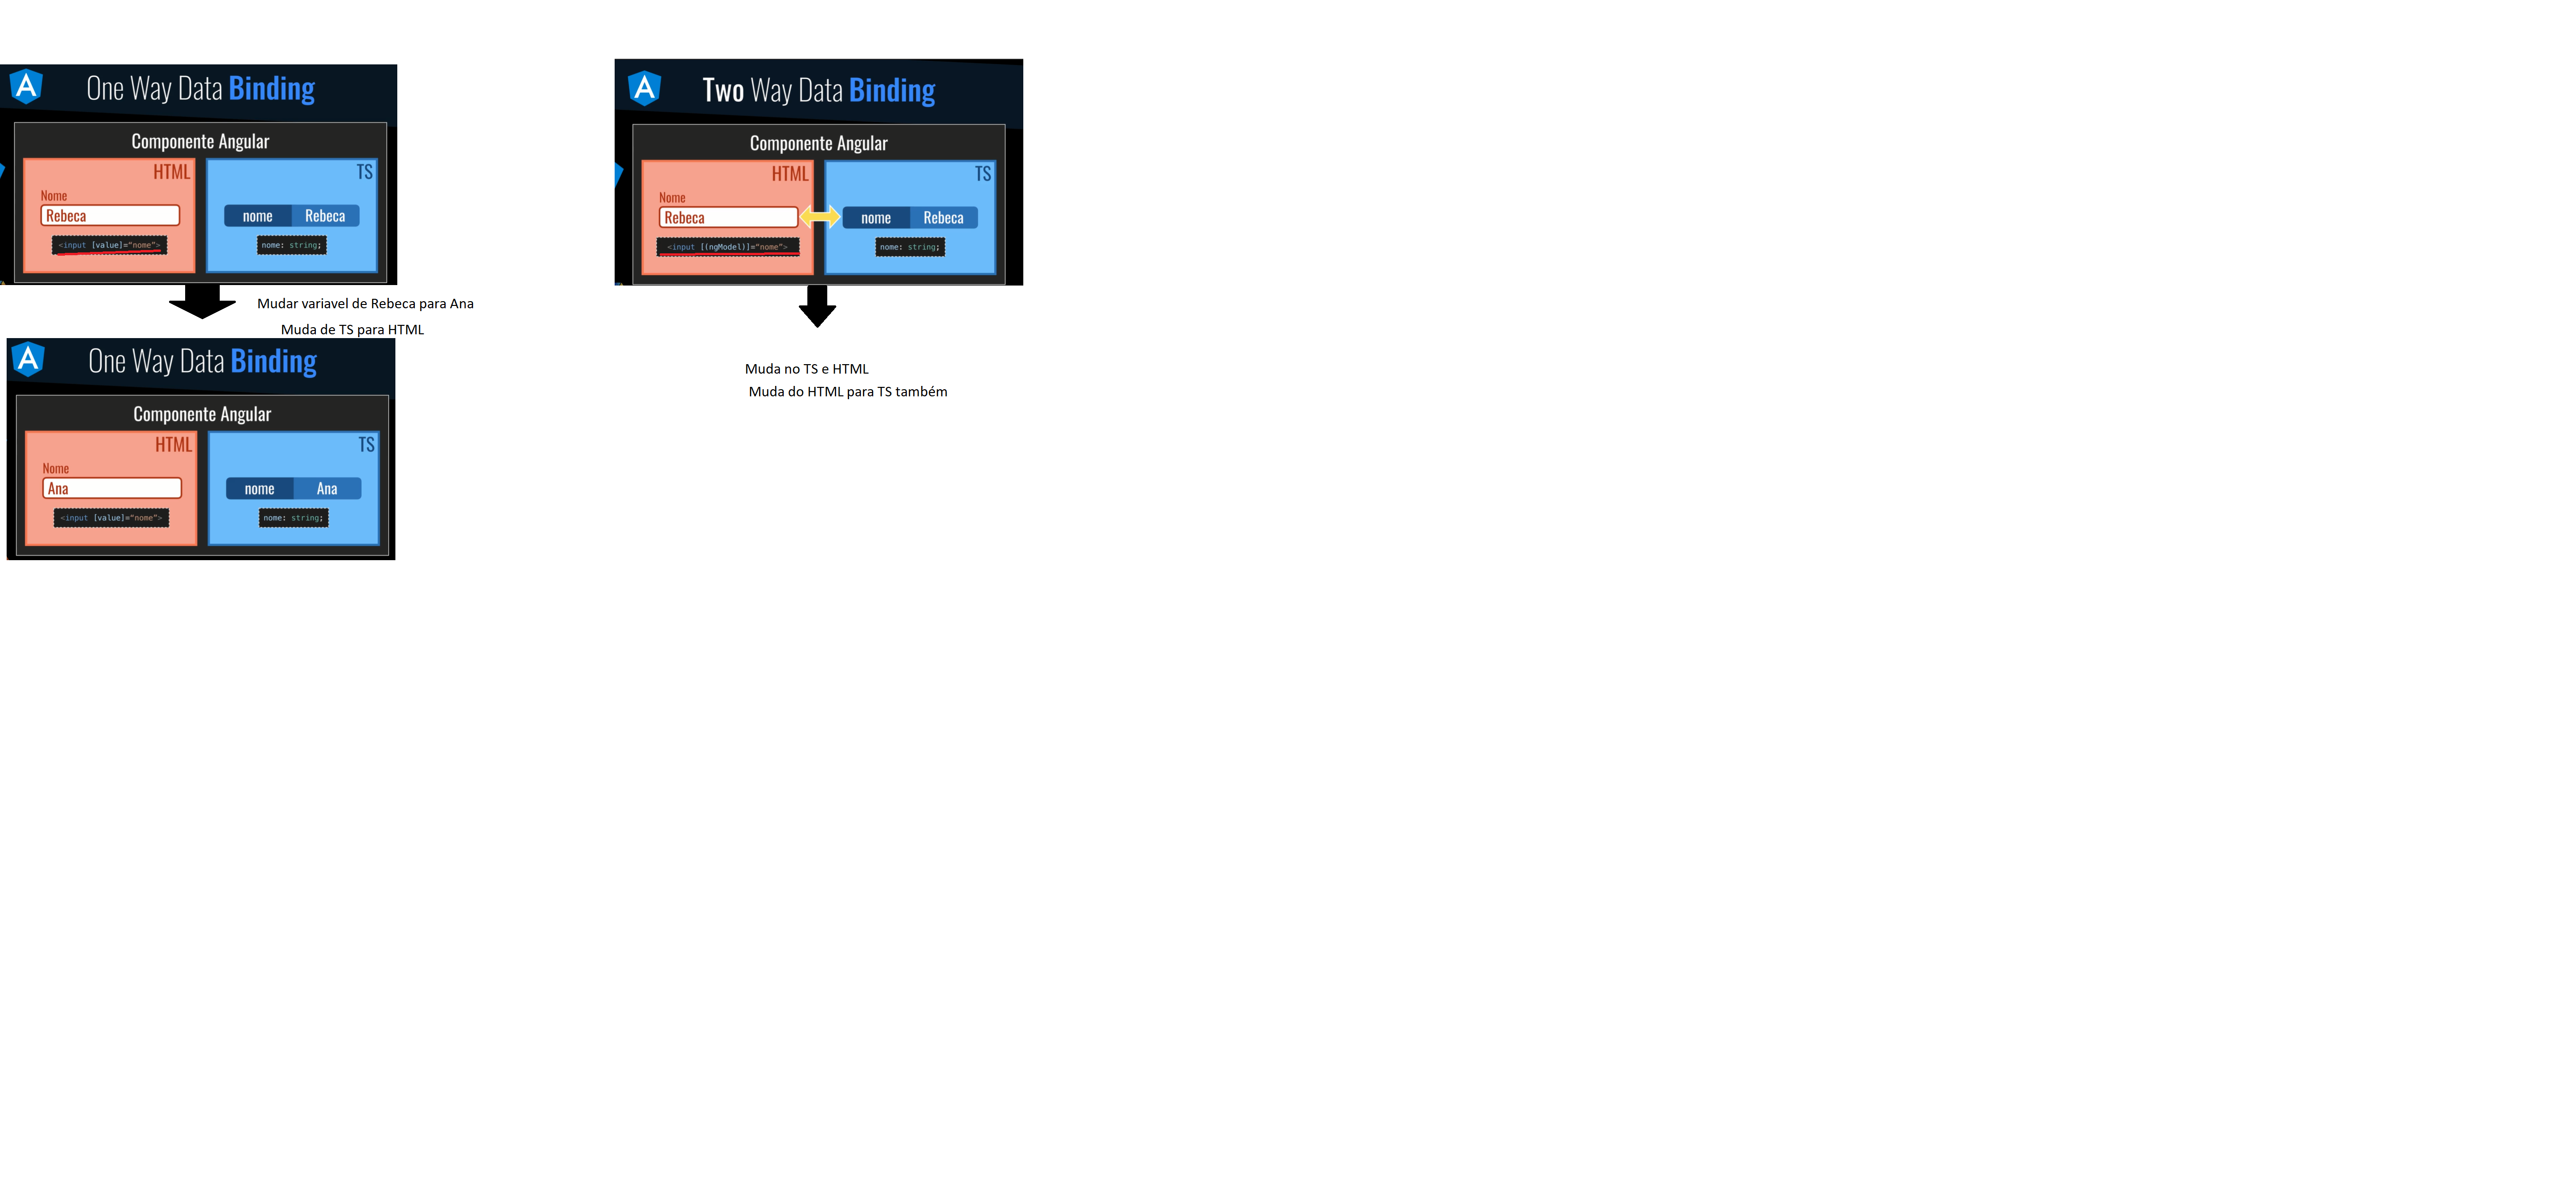 One Way Data Binding
Componente Angular
HTML
Nome
Rebeca
<input [value]="nome">
TS
nome Rebeca
nome: string;
Mudar variavel de Rebeca para Ana
Muda de TS para HTML
One Way Data Binding
Componente Angular
HTML
Nome
Ana
<input [value]="nome">
TS
nome Ana
nome: string;
Two Way Data Binding
Componente Angular
HTML
Nome
Rebeca
<input [(ngModel)]="nome">
TS
nome Rebeca
nome: string;
Muda no TS e HTML
Muda do HTML para TS também